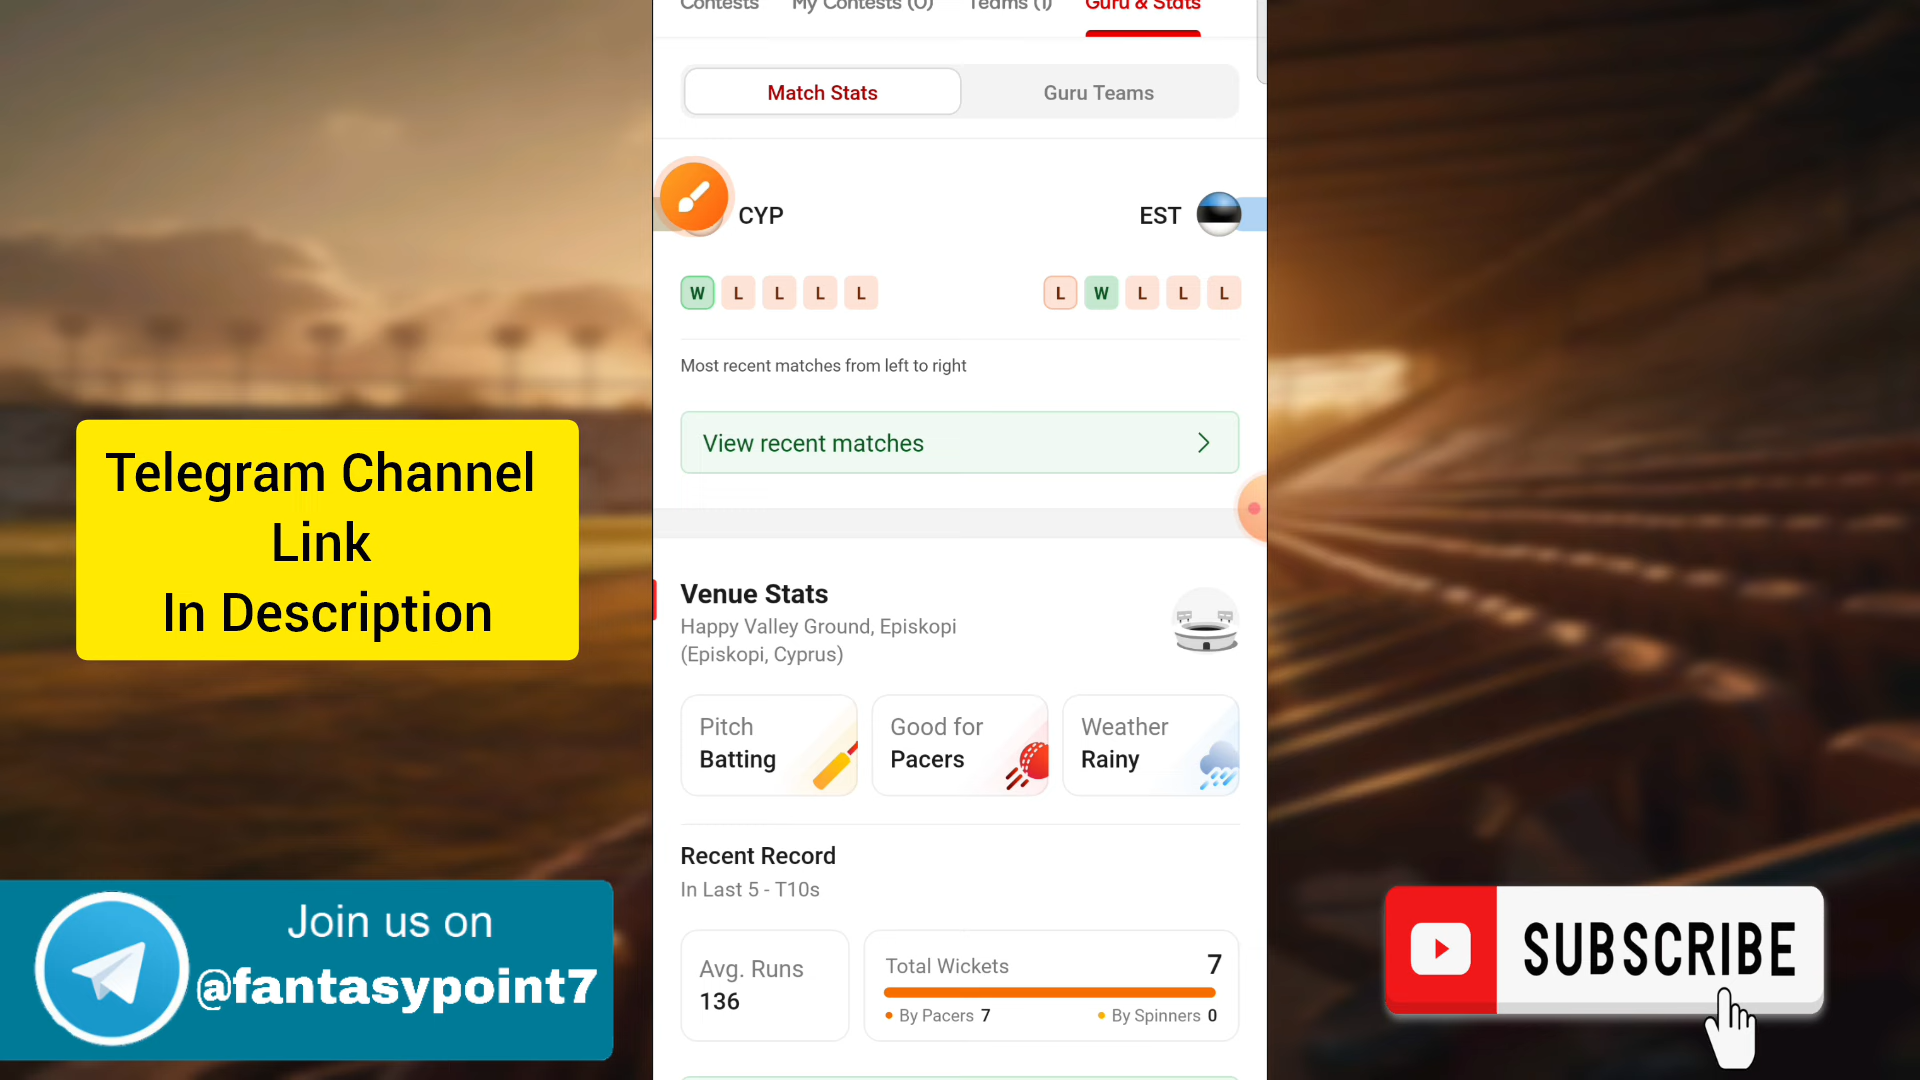 Contests My Contests (0) Teams (1) Guru & Stats
Match Stats Guru Teams
CYP EST
W L L L L L W L L L
Most recent matches from left to right
View recent matches
Telegram Channel
Link
In Description
Venue Stats
Happy Valley Ground, Episkopi
(Episkopi, Cyprus)
Pitch Good for Weather
Batting Pacers Rainy
Recent Record
In Last 5 - T10s
Avg. Runs
136
Total Wickets 7
By Pacers 7 By Spinners 0
Join us on
@fantasypoint7
SUBSCRIBE